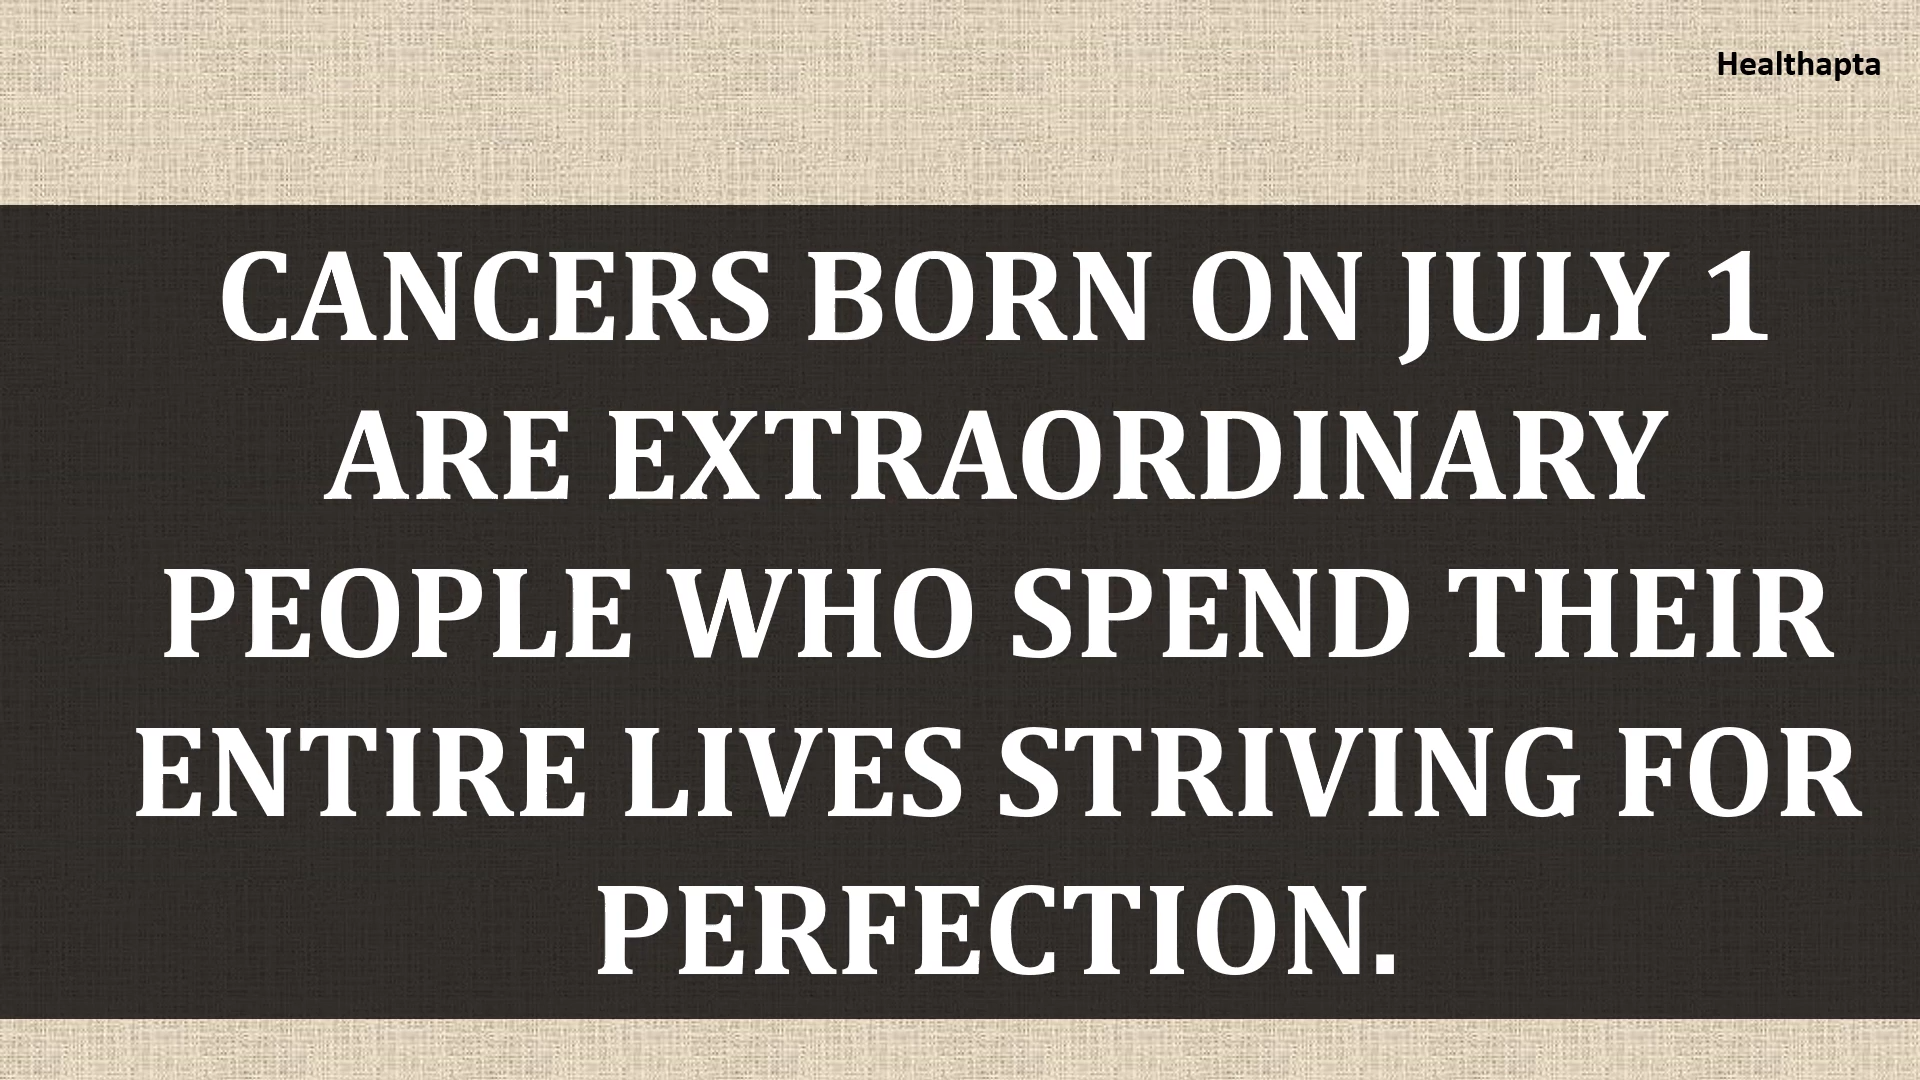 Healthapta
CANCERS BORN ON JULY 1
ARE EXTRAORDINARY
PEOPLE WHO SPEND THEIR
ENTIRE LIVES STRIVING FOR
PERFECTION.